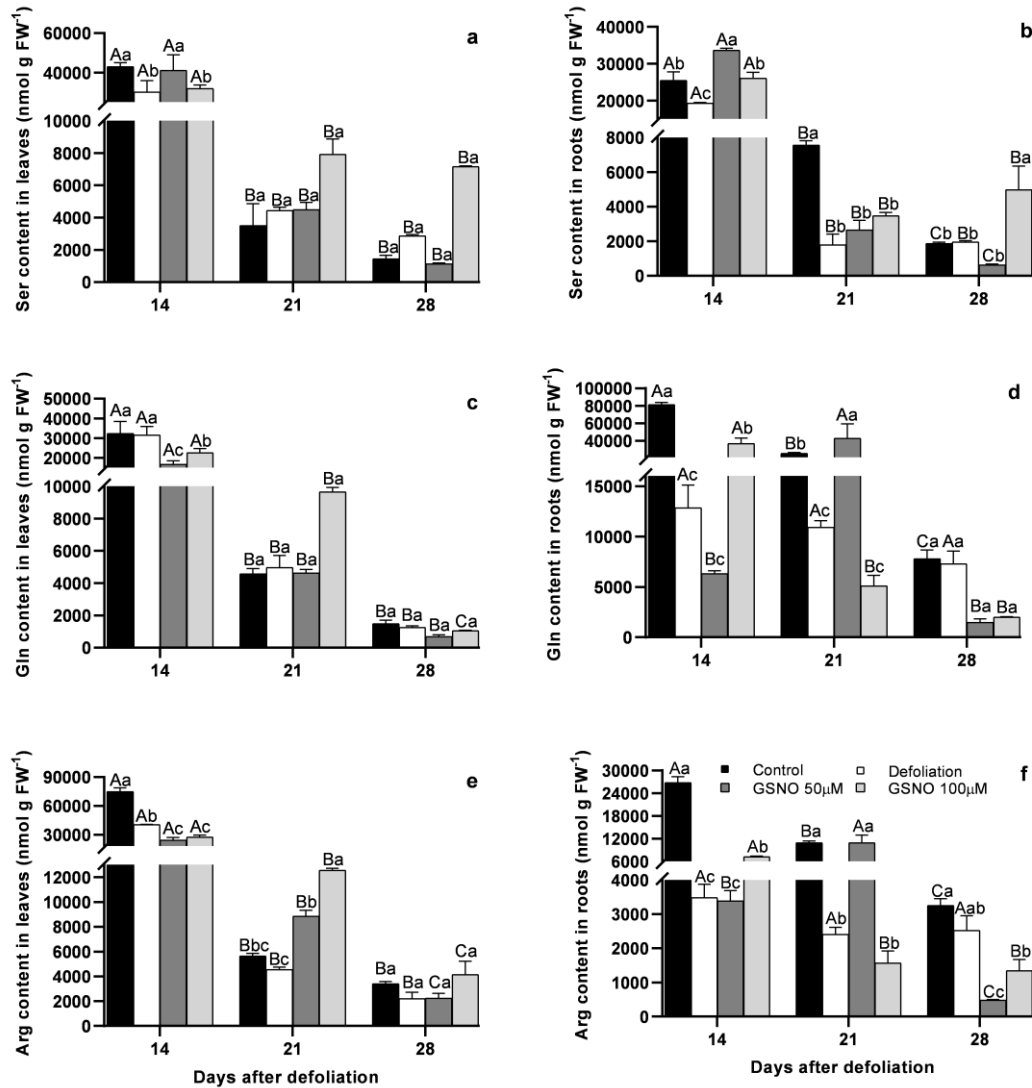 a
Ser content in leaves (nmol g FW⁻¹)
60000
40000
20000
10000
8000
6000
4000
2000
0
Aa Ab Aa Ab
Ba Ba Ba Ba
Ba Ba Ba Ba
14 21 28
b
Ser content in roots (nmol g FW⁻¹)
40000
30000
20000
8000
6000
4000
2000
0
Ab Ac Aa Ab
Ba Bb Bb Bb
Cb Bb Cb Ba
14 21 28
c
Gln content in leaves (nmol g FW⁻¹)
50000
40000
30000
20000
10000
8000
6000
4000
2000
0
Aa Aa Ac Ab
Ba Ba Ba Ba
Ba Ba Ba Ca
14 21 28
d
Gln content in roots (nmol g FW⁻¹)
100000
80000
60000
40000
15000
10000
5000
0
Aa Ac Bc Ab
Bb Ac Aa Bc
Ca Aa Ba Ba
14 21 28
e
Arg content in leaves (nmol g FW⁻¹)
90000
70000
50000
30000
12000
10000
8000
6000
4000
2000
0
Aa Ab Ac Ac
Bbc Bc Bb Ba
Ba Ba Ca Ca
14 21 28
Days after defoliation
f
Control Defoliation
GSNO 50µM GSNO 100µM
Arg content in roots (nmol g FW⁻¹)
30000
24000
18000
12000
6000
4000
3000
2000
1000
0
Aa Ac Bc Ab
Ba Ab Aa Bb
Ca Aab Cc Bb
14 21 28
Days after defoliation